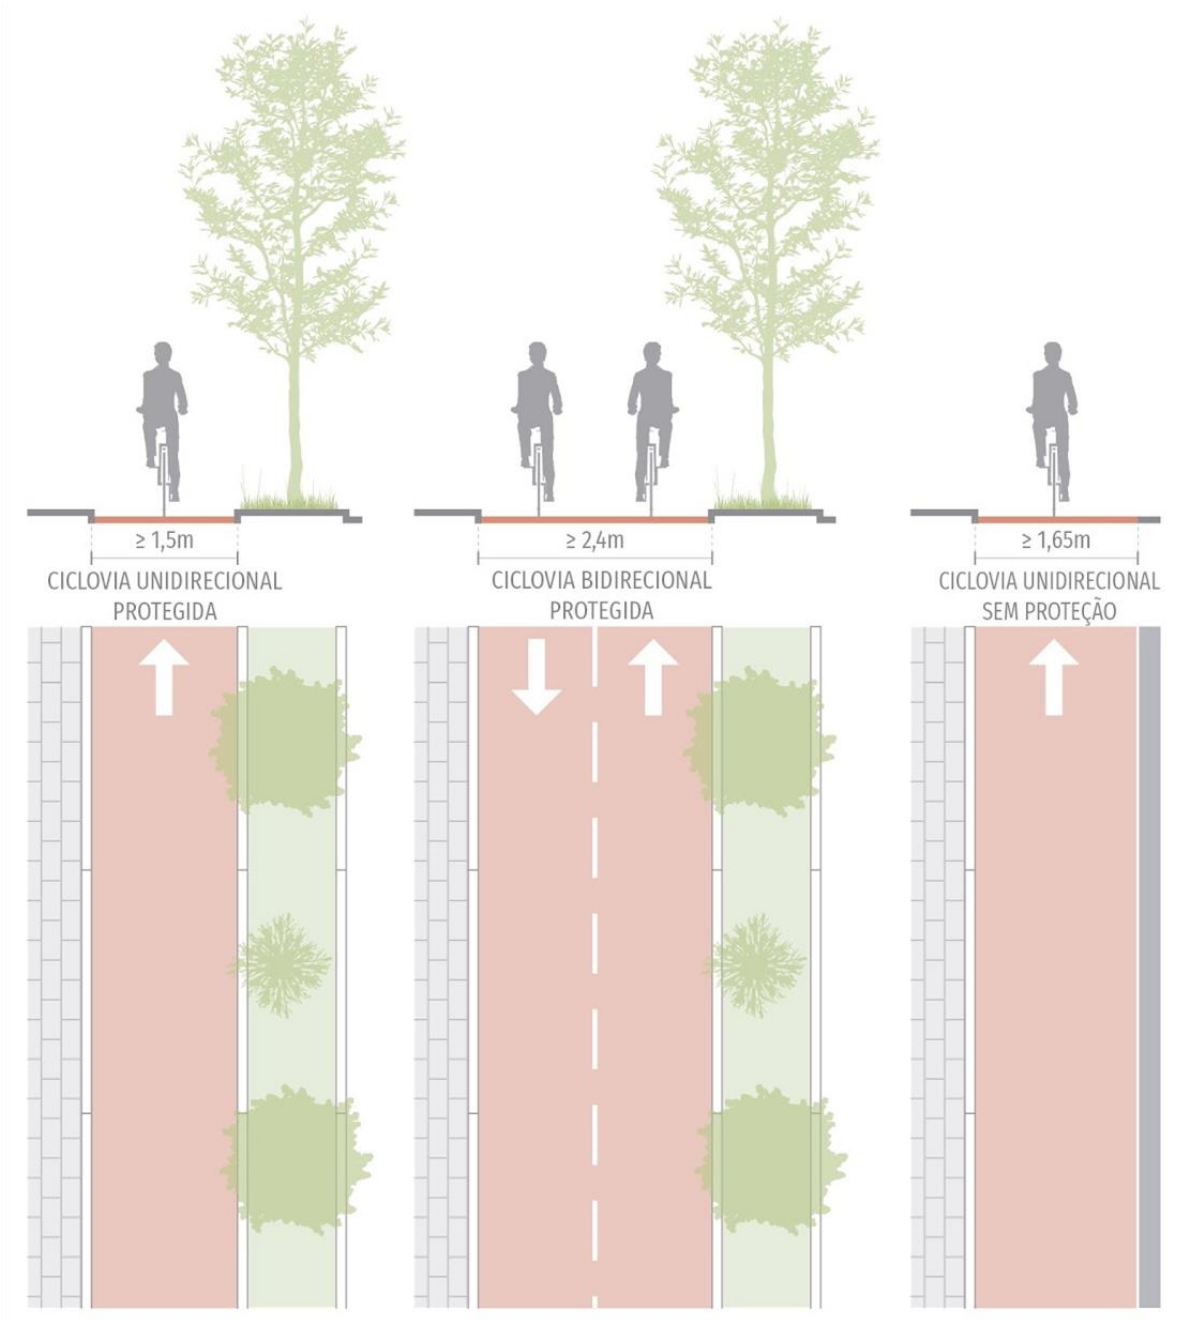 ≥ 1,5m
CICLOVIA UNIDIRECIONAL
PROTEGIDA
≥ 2,4m
CICLOVIA BIDIRECIONAL
PROTEGIDA
≥ 1,65m
CICLOVIA UNIDIRECIONAL
SEM PROTEÇÃO